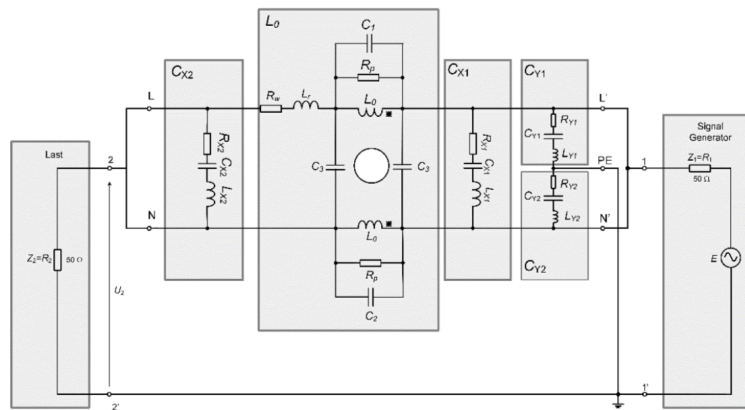 L0
C1
Rp
CX2
CX1
CY1
Rw
Lr
L0
L
L'
RX2
CX2
LX2
C3
C3
RX1
CX1
LX1
RY1
CY1
LY1
Signal
Generator
Last
2
PE
1
Z1=R1
50 Ω
RY2
CY2
LY2
N
L0
N'
Z2=R2
50 Ω
U2
Rp
C2
CY2
E
2'
1'